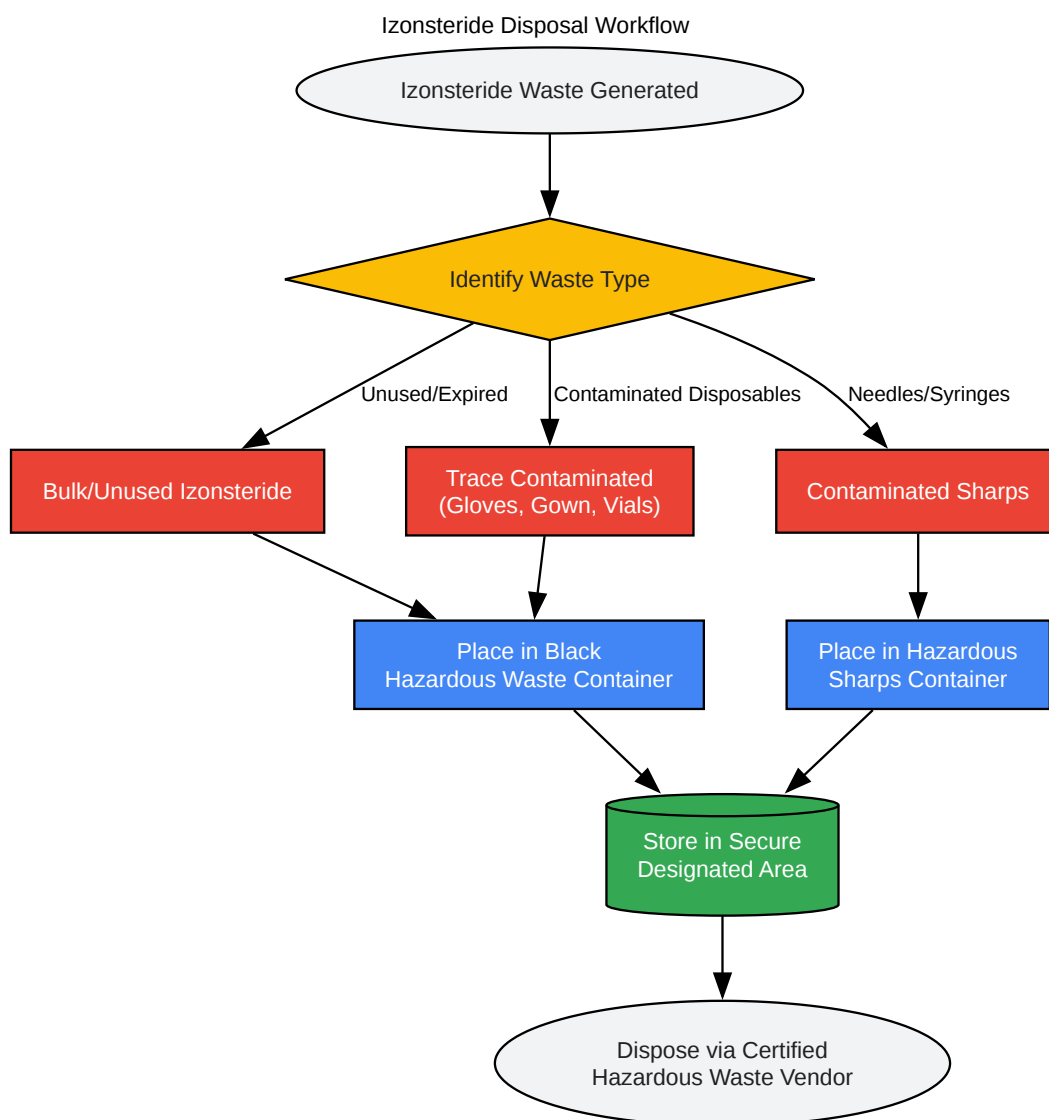 Izonsteride Disposal Workflow
Izonsteride Waste Generated
Identify Waste Type
Unused/Expired
Contaminated Disposables
Needles/Syringes
Bulk/Unused Izonsteride
Trace Contaminated
(Gloves, Gown, Vials)
Contaminated Sharps
Place in Black
Hazardous Waste Container
Place in Hazardous
Sharps Container
Store in Secure
Designated Area
Dispose via Certified
Hazardous Waste Vendor